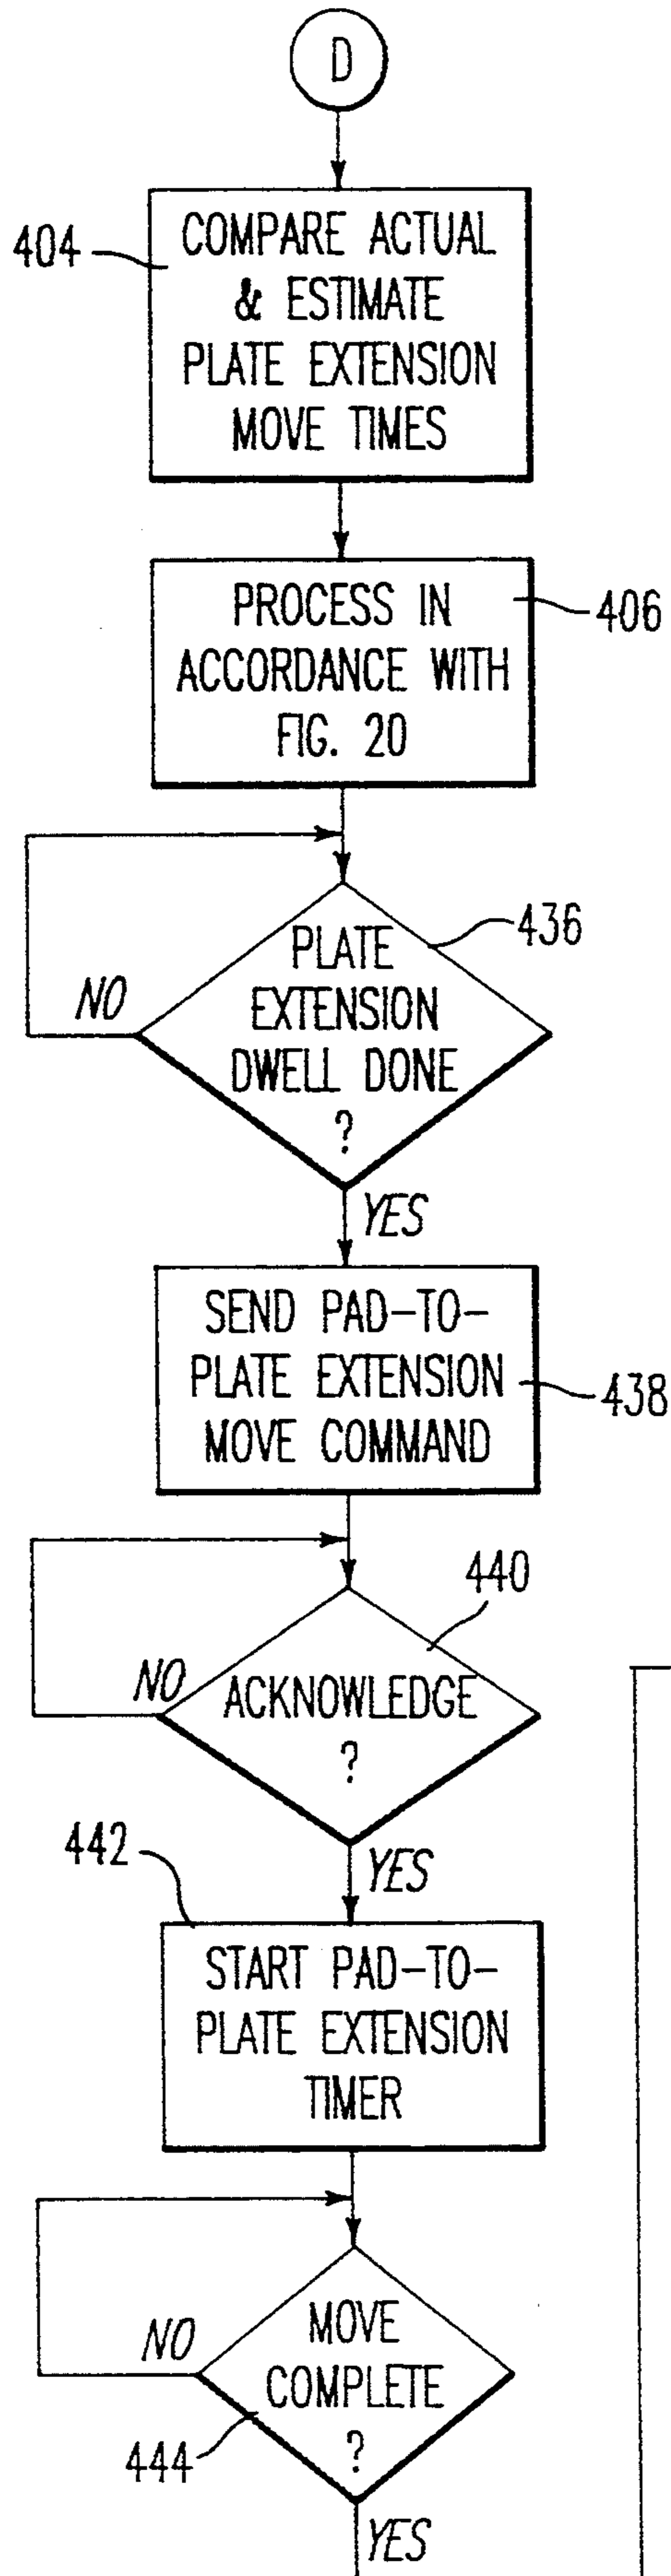 D
404
COMPARE ACTUAL
& ESTIMATE
PLATE EXTENSION
MOVE TIMES
PROCESS IN
ACCORDANCE WITH
FIG. 20
406
436
PLATE
EXTENSION
DWELL DONE
?
NO
YES
SEND PAD-TO-
PLATE EXTENSION
MOVE COMMAND
438
440
NO
ACKNOWLEDGE
?
442
YES
START PAD-TO-
PLATE EXTENSION
TIMER
NO
MOVE
COMPLETE
?
444
YES